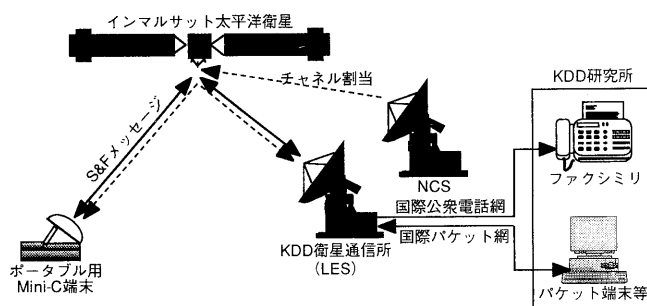 インマルサット太平洋衛星
チャネル割当
KDD研究所
S&Fメッセージ
NCS
ファクシミリ
国際公衆電話網
国際パケット網
KDD衛星通信所
(LES)
ポータブル用
Mini-C端末
パケット端末等